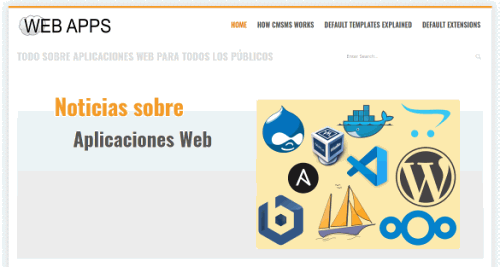 WEB APPS
HOME HOW CMSMS WORKS DEFAULT TEMPLATES EXPLAINED DEFAULT EXTENSIONS
TODO SOBRE APLICACIONES WEB PARA TODOS LOS PÚBLICOS
Enter Search...
Noticias sobre
Aplicaciones Web